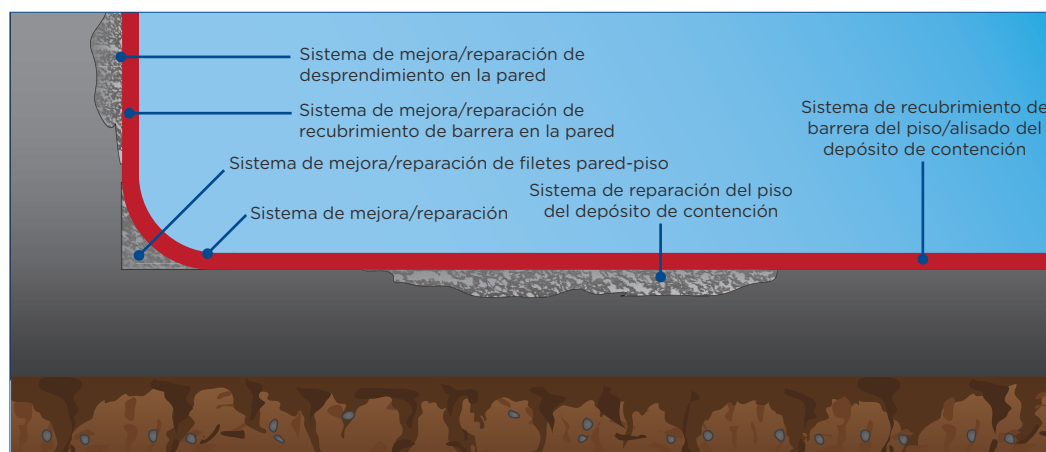 Sistema de mejora/reparación de
desprendimiento en la pared
Sistema de mejora/reparación de
recubrimiento de barrera en la pared
Sistema de mejora/reparación de filetes pared-piso
Sistema de mejora/reparación
Sistema de reparación del piso
del depósito de contención
Sistema de recubrimiento de
barrera del piso/alisado del
depósito de contención